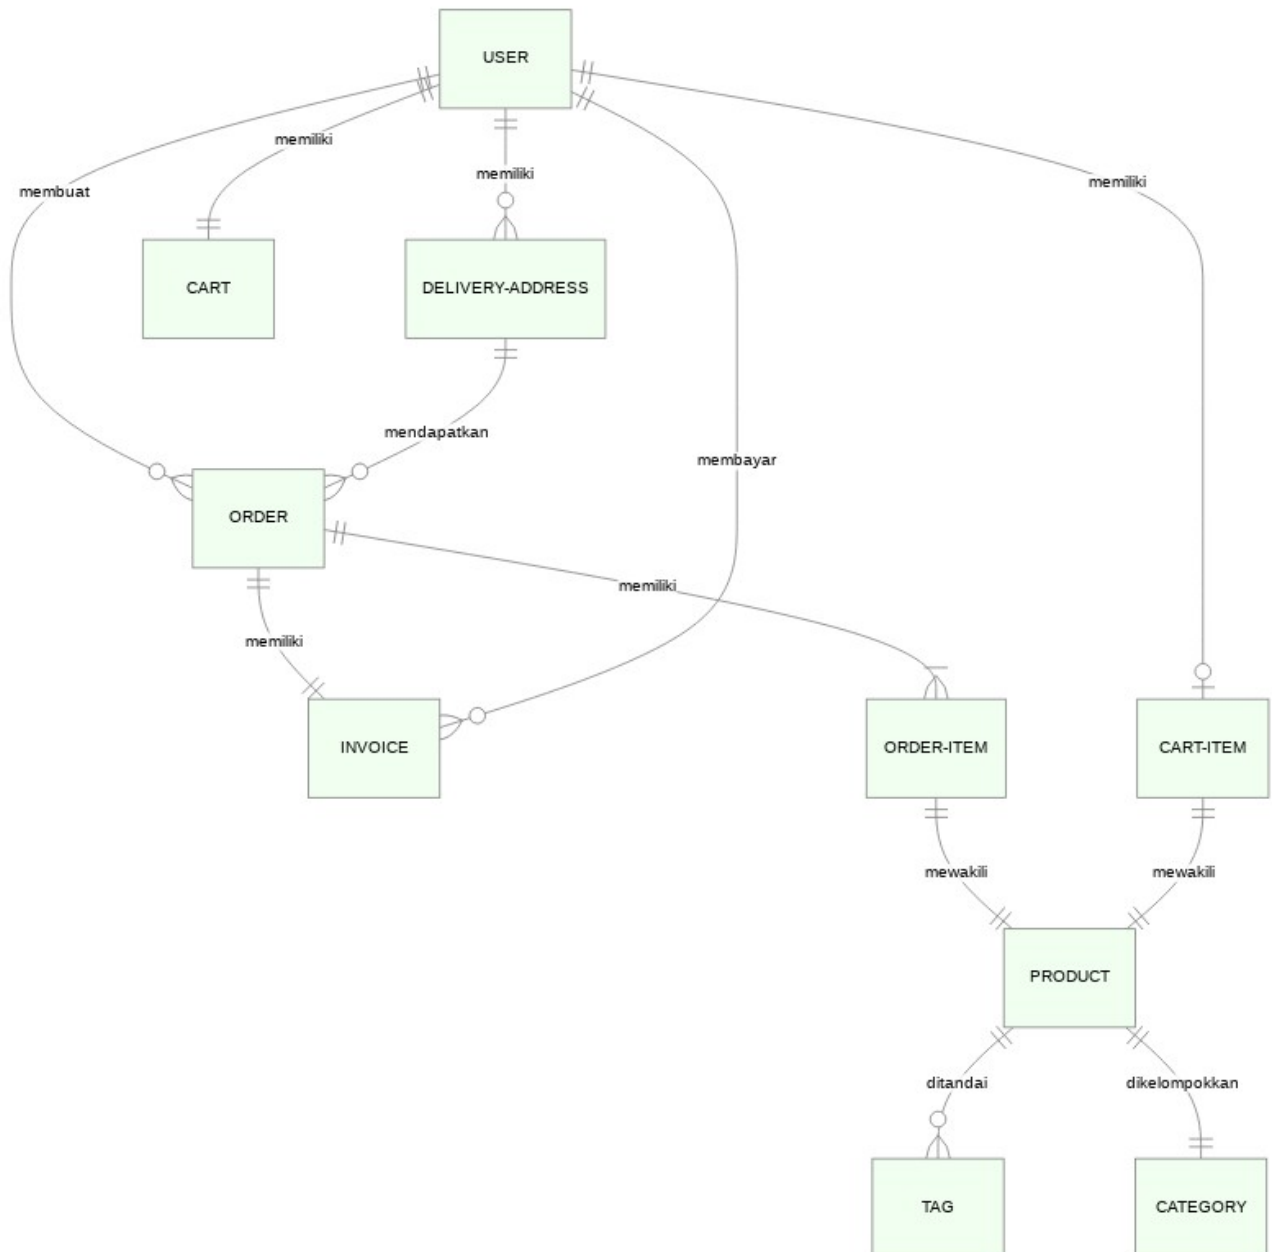 USER
memiliki
memiliki
memiliki
membuat
CART
DELIVERY-ADDRESS
mendapatkan
membayar
ORDER
memiliki
memiliki
INVOICE
ORDER-ITEM
CART-ITEM
mewakili
mewakili
PRODUCT
ditandai
dikelompokkan
TAG
CATEGORY